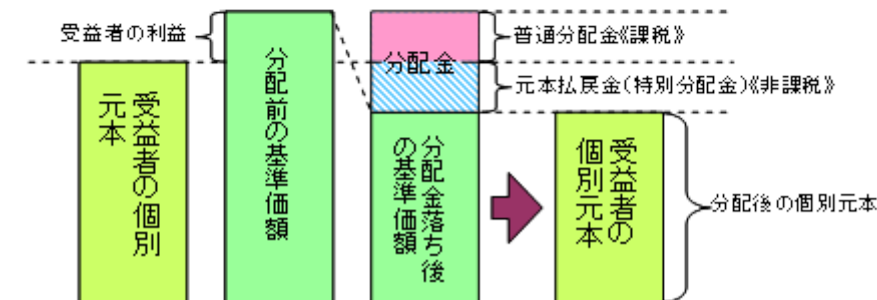 受益者の利益
普通分配金《課税》
分配金
元本払戻金(特別分配金)《非課税》
受益者の個別
元本
分配前の基準価額
分配金落ち後
の基準価額
受益者の
個別元本
分配後の個別元本